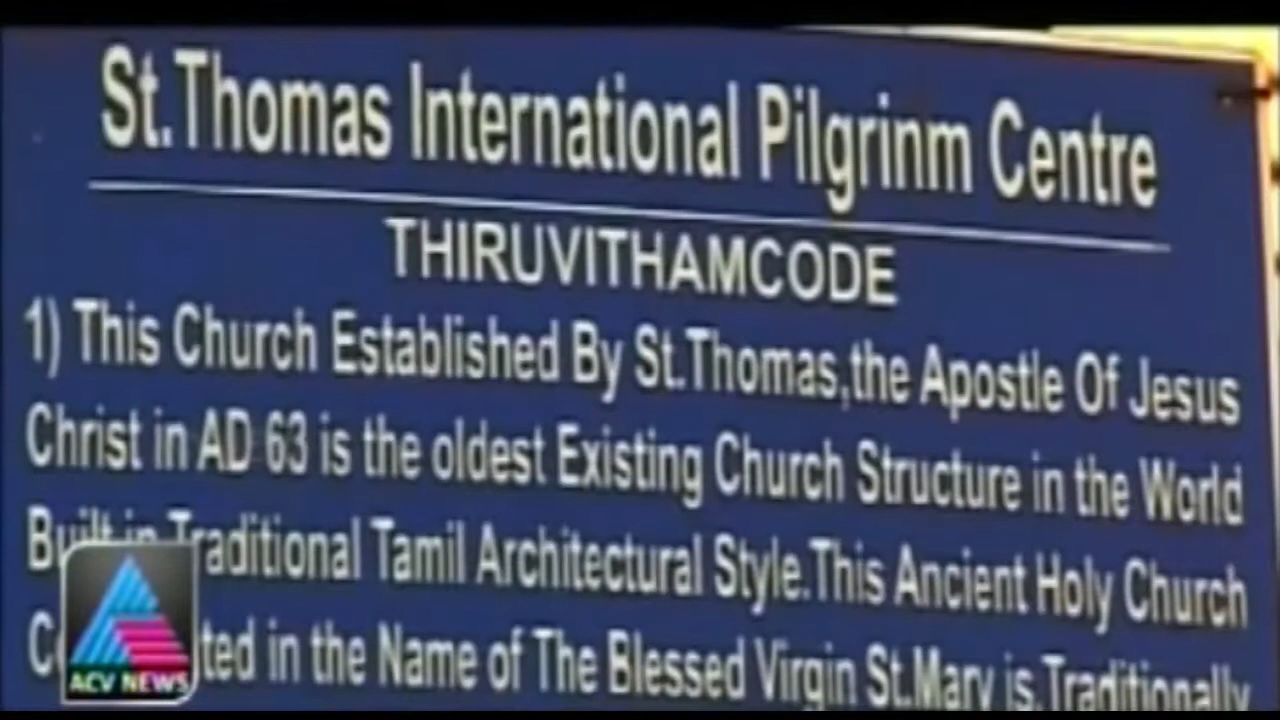 St.Thomas International Pilgrinm Centre
THIRUVITHAMCODE
1) This Church Established By St.Thomas,the Apostle Of Jesus
Christ in AD 63 is the oldest Existing Church Structure in the World
Built in Traditional Tamil Architectural Style.This Ancient Holy Church
in the Name of The Blessed Virgin St.Mary is Traditionally
ACV NEWS